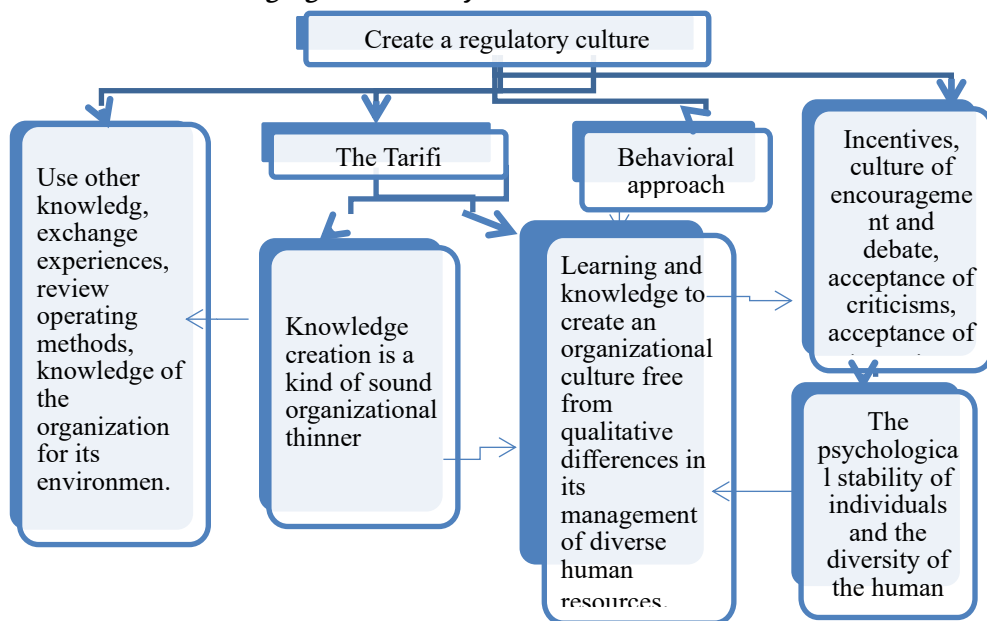 Create a regulatory culture
Use other
knowledg,
exchange
experiences,
review
operating
methods,
knowledge of
the
organization
for its
environmen.
The Tarifi
Knowledge
creation is a
kind of sound
organizational
thinner
Behavioral
approach
Learning and
knowledge to
create an
organizational
culture free
from
qualitative
differences in
its
management
of diverse
human
resources.
Incentives,
culture of
encourageme
nt and
debate,
acceptance of
criticisms,
acceptance of
The
psychologica
l stability of
individuals
and the
diversity of
the human